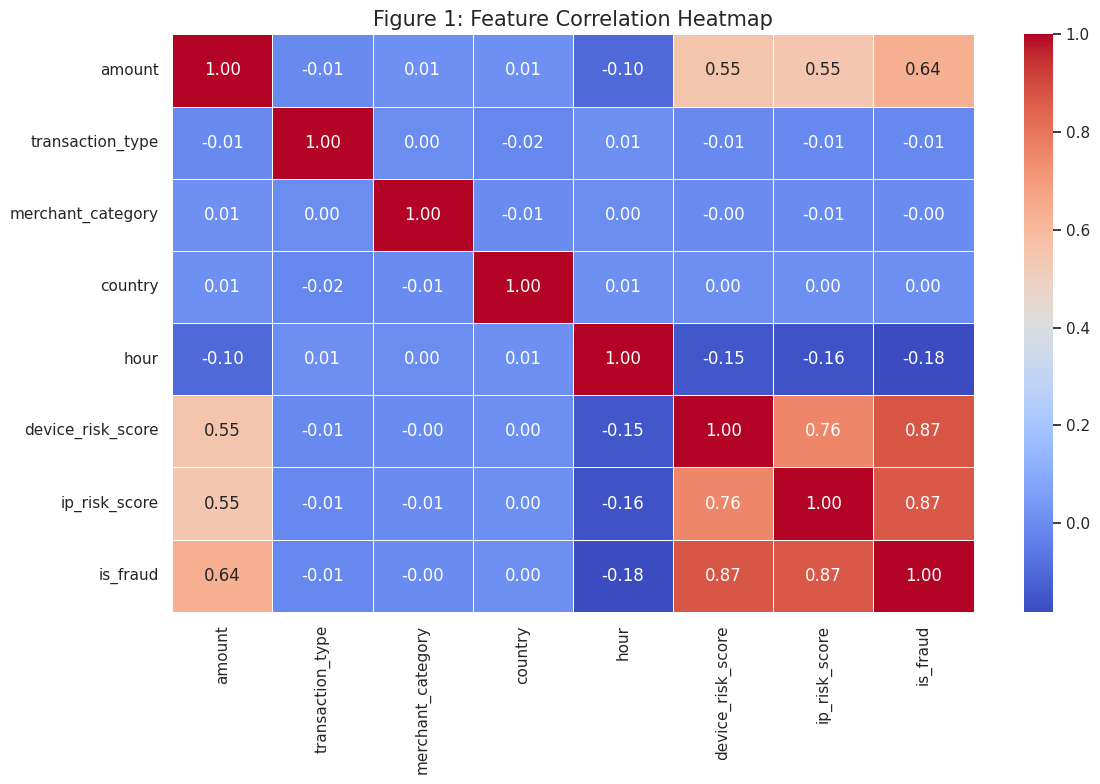 Figure 1: Feature Correlation Heatmap
amount 1.00 -0.01 0.01 0.01 -0.10 0.55 0.55 0.64
transaction_type -0.01 1.00 0.00 -0.02 0.01 -0.01 -0.01 -0.01
merchant_category 0.01 0.00 1.00 -0.01 0.00 -0.00 -0.01 -0.00
country 0.01 -0.02 -0.01 1.00 0.01 0.00 0.00 0.00
hour -0.10 0.01 0.00 0.01 1.00 -0.15 -0.16 -0.18
device_risk_score 0.55 -0.01 -0.00 0.00 -0.15 1.00 0.76 0.87
ip_risk_score 0.55 -0.01 -0.01 0.00 -0.16 0.76 1.00 0.87
is_fraud 0.64 -0.01 -0.00 0.00 -0.18 0.87 0.87 1.00
amount
transaction_type
merchant_category
country
hour
device_risk_score
ip_risk_score
is_fraud
1.0
0.8
0.6
0.4
0.2
0.0